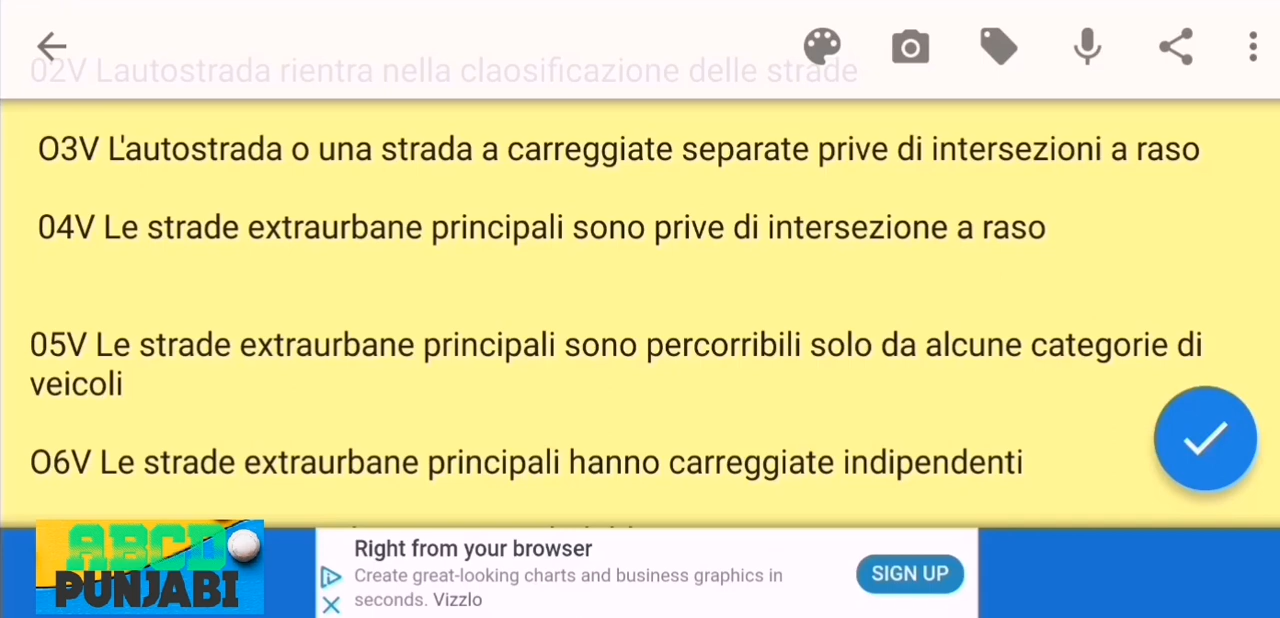 02V Lautostrada rientra nella claosificazione delle strade
O3V L'autostrada o una strada a carreggiate separate prive di intersezioni a raso
04V Le strade extraurbane principali sono prive di intersezione a raso
05V Le strade extraurbane principali sono percorribili solo da alcune categorie di
veicoli
O6V Le strade extraurbane principali hanno carreggiate indipendenti
ABCD
PUNJABI
Right from your browser
Create great-looking charts and business graphics in
seconds. Vizzlo
SIGN UP